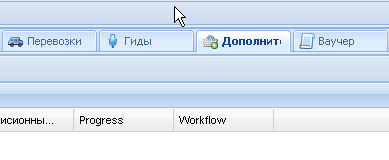 Перевозки Гиды Дополнит Ваучер
исионны... Progress Workflow